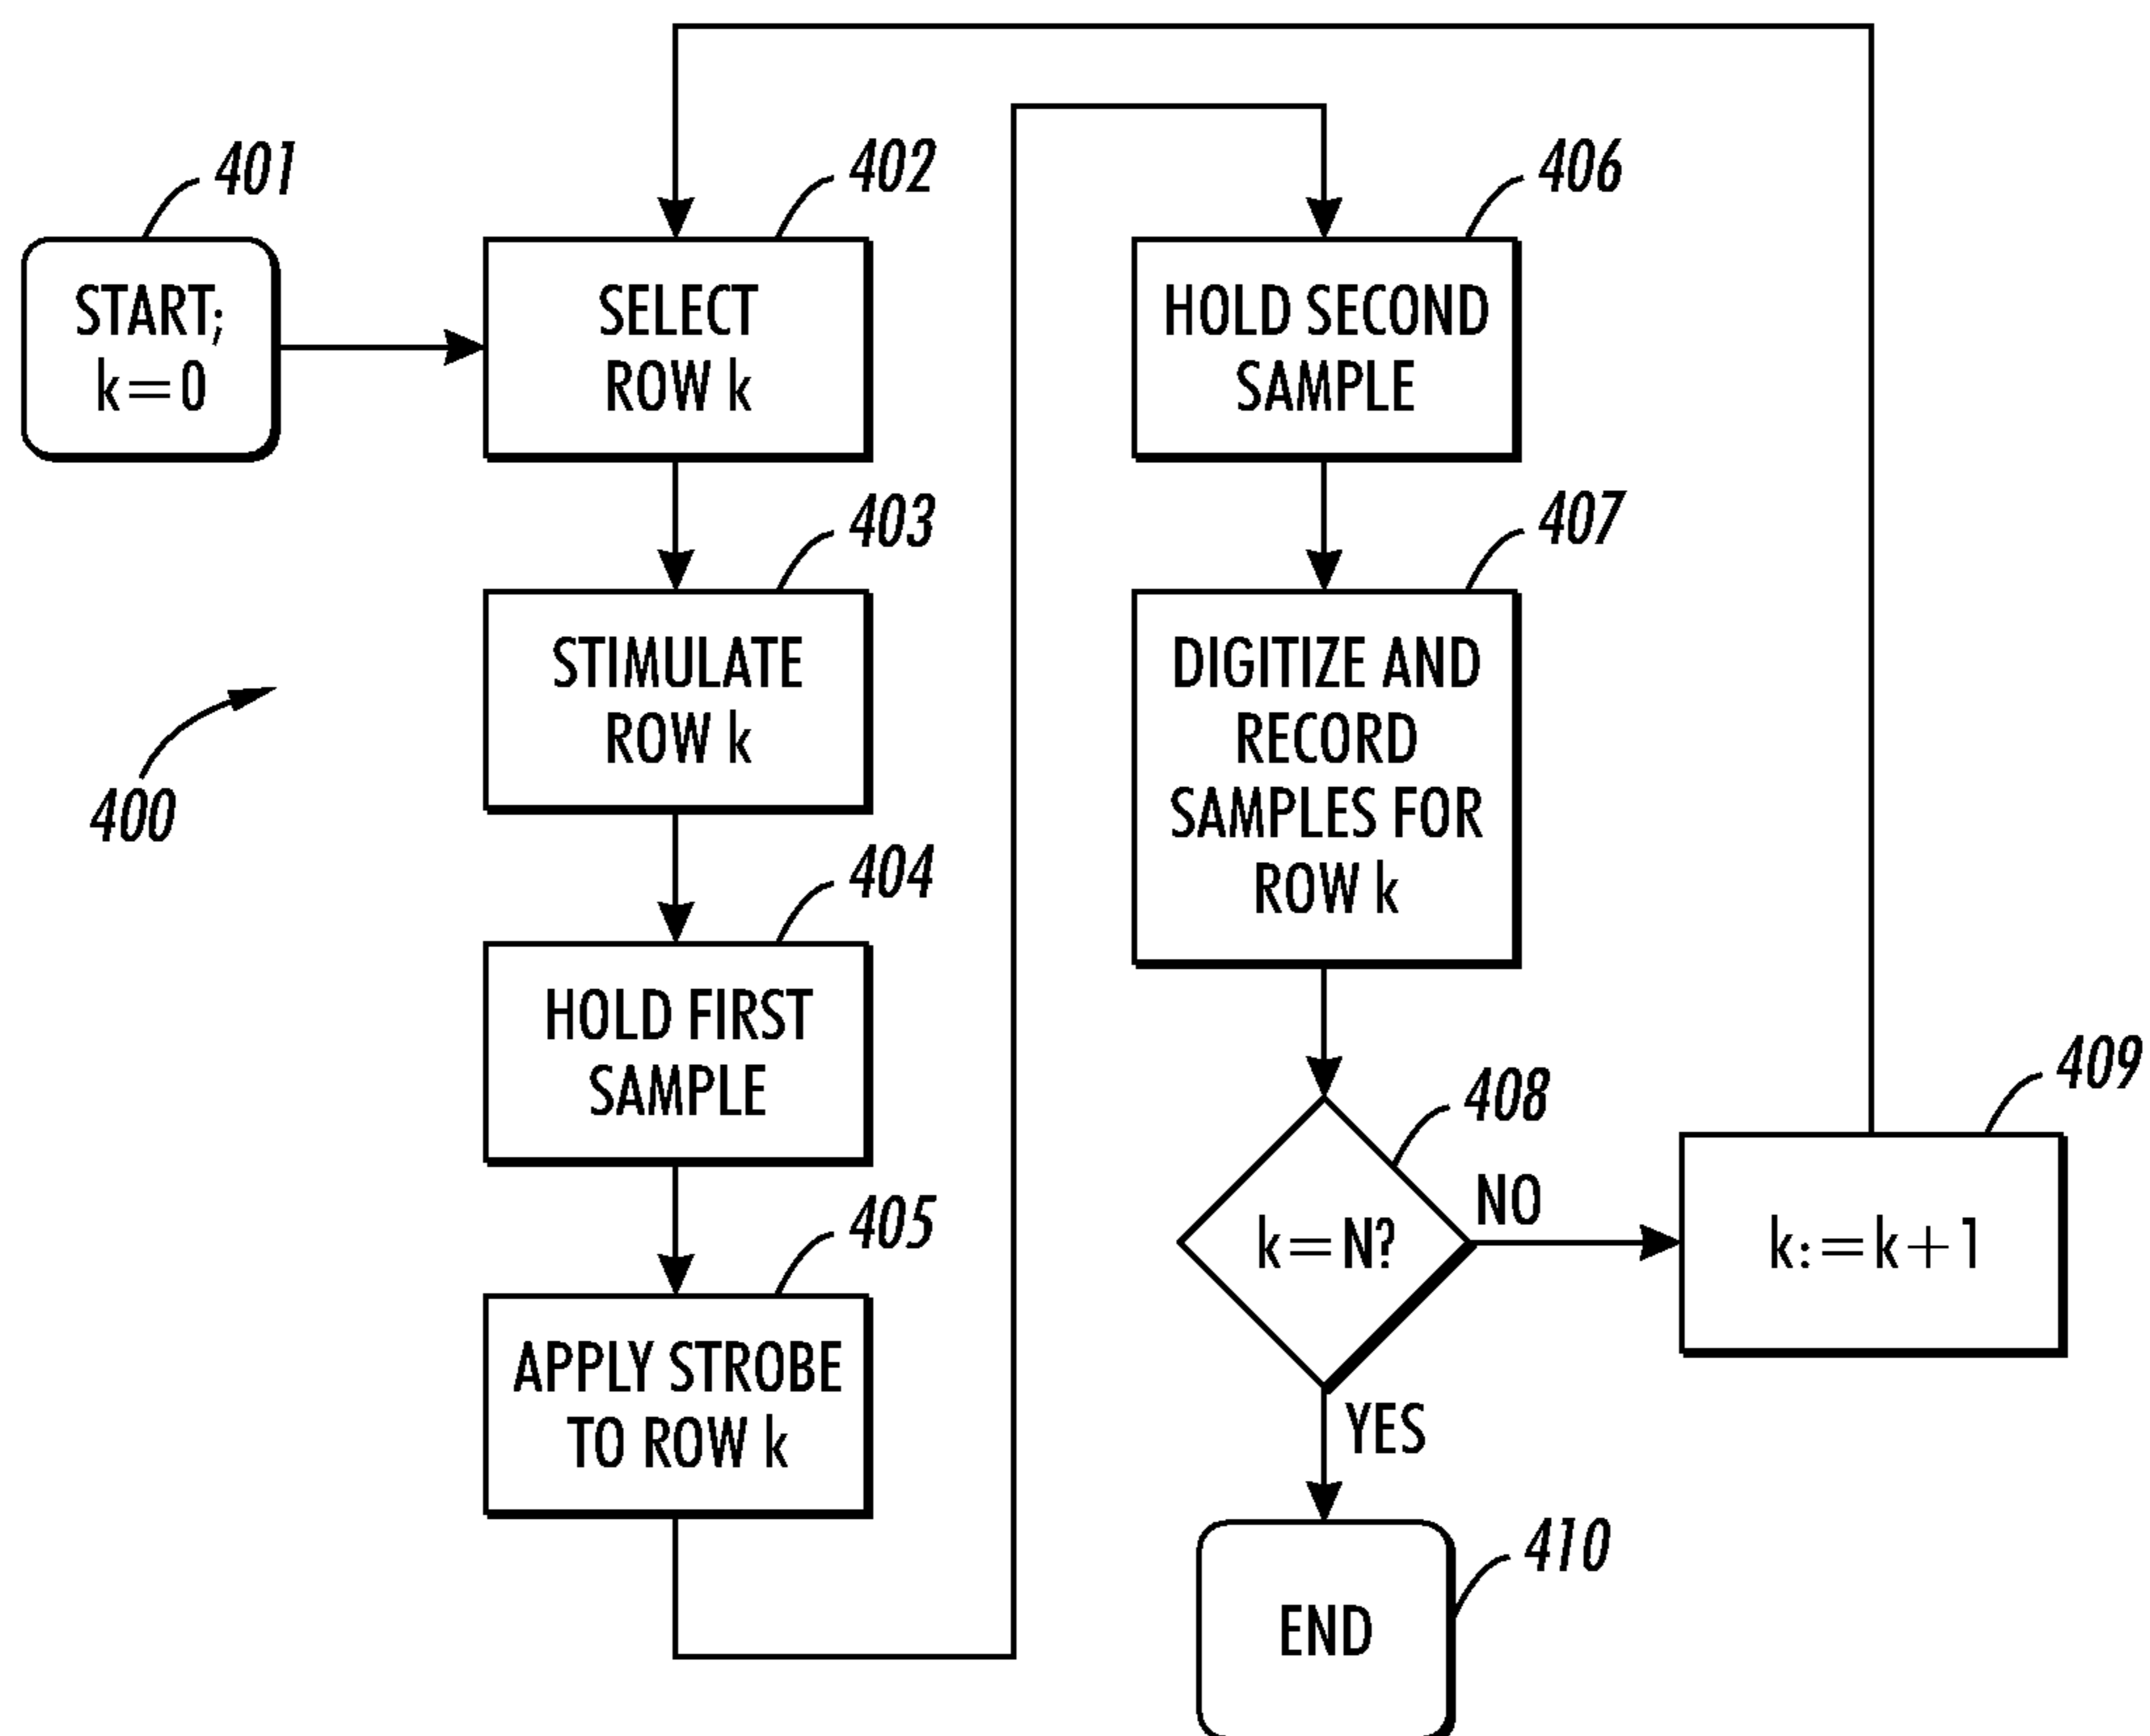 401
START;
k=0
402
SELECT
ROW k
403
STIMULATE
ROW k
400
404
HOLD FIRST
SAMPLE
405
APPLY STROBE
TO ROW k
406
HOLD SECOND
SAMPLE
407
DIGITIZE AND
RECORD
SAMPLES FOR
ROW k
408
k=N?
NO
409
k:=k+1
YES
410
END